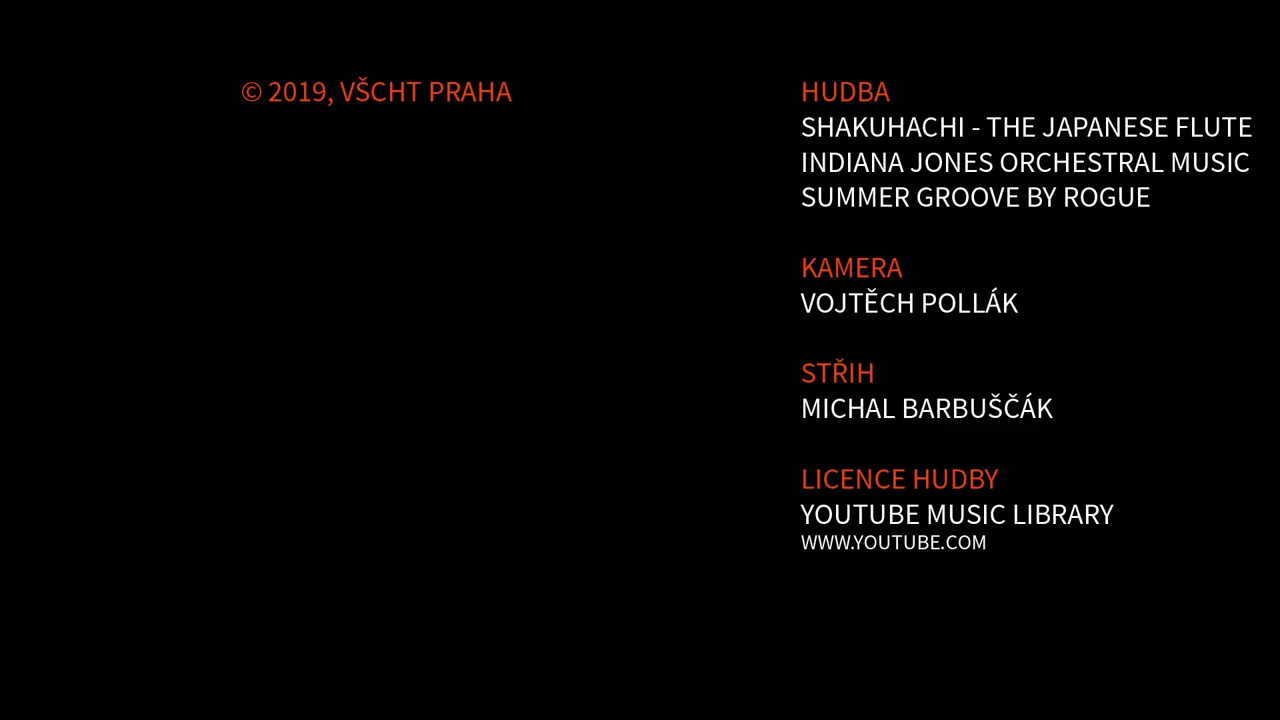 © 2019, VŠCHT PRAHA
HUDBA
SHAKUHACHI - THE JAPANESE FLUTE
INDIANA JONES ORCHESTRAL MUSIC
SUMMER GROOVE BY ROGUE
KAMERA
VOJTĚCH POLLÁK
STŘIH
MICHAL BARBUŠČÁK
LICENCE HUDBY
YOUTUBE MUSIC LIBRARY
WWW.YOUTUBE.COM